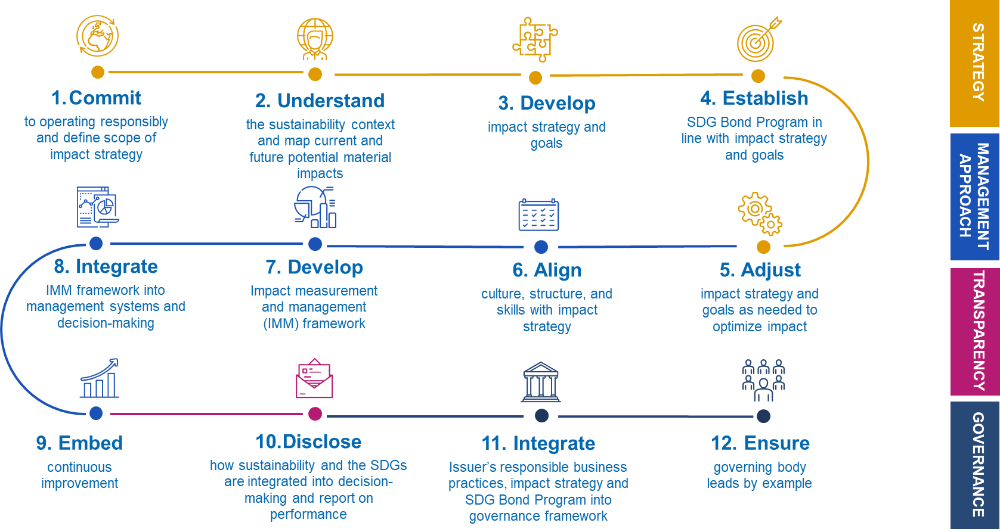 1. Commit
to operating responsibly
and define scope of
impact strategy
2. Understand
the sustainability context
and map current and
future potential material
impacts
3. Develop
impact strategy and
goals
4. Establish
SDG Bond Program in
line with impact strategy
and goals
5. Adjust
impact strategy and
goals as needed to
optimize impact
6. Align
culture, structure, and
skills with impact
strategy
7. Develop
Impact measurement
and management
(IMM) framework
8. Integrate
IMM framework into
management systems and
decision-making
9. Embed
continuous
improvement
10. Disclose
how sustainability and the SDGs
are integrated into decision-
making and report on
performance
11. Integrate
Issuer’s responsible business
practices, impact strategy and
SDG Bond Program into
governance framework
12. Ensure
governing body
leads by example
STRATEGY
MANAGEMENT
APPROACH
TRANSPARENCY
GOVERNANCE